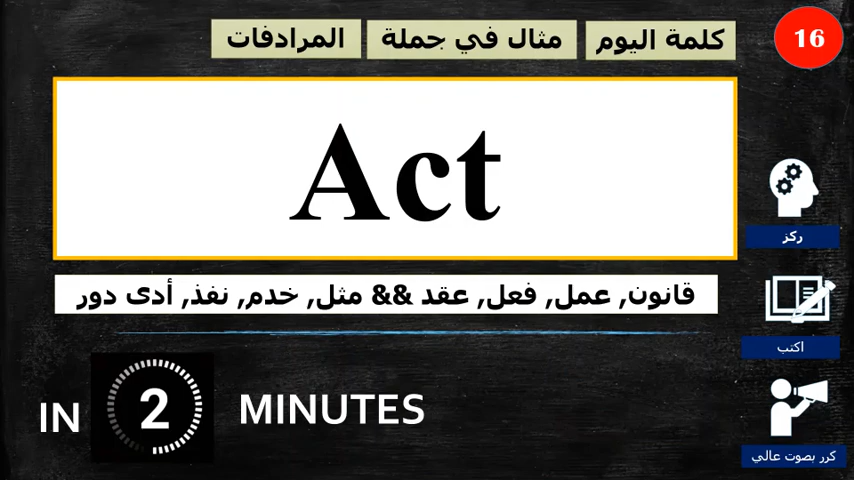 كلمة اليوم
مثال في جملة
المرادفات
16
Act
قانون, عمل, فعل, عقد && مثل, خدم, نفذ, أدى دور
ركز
اكتب
كرر بصوت عالي
IN 2 MINUTES